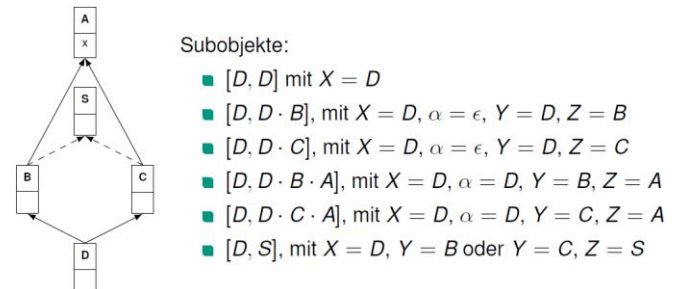 A
x
S
B
C
D
Subobjekte:
[D, D] mit X = D
[D, D · B], mit X = D, α = ϵ, Y = D, Z = B
[D, D · C], mit X = D, α = ϵ, Y = D, Z = C
[D, D · B · A], mit X = D, α = D, Y = B, Z = A
[D, D · C · A], mit X = D, α = D, Y = C, Z = A
[D, S], mit X = D, Y = B oder Y = C, Z = S